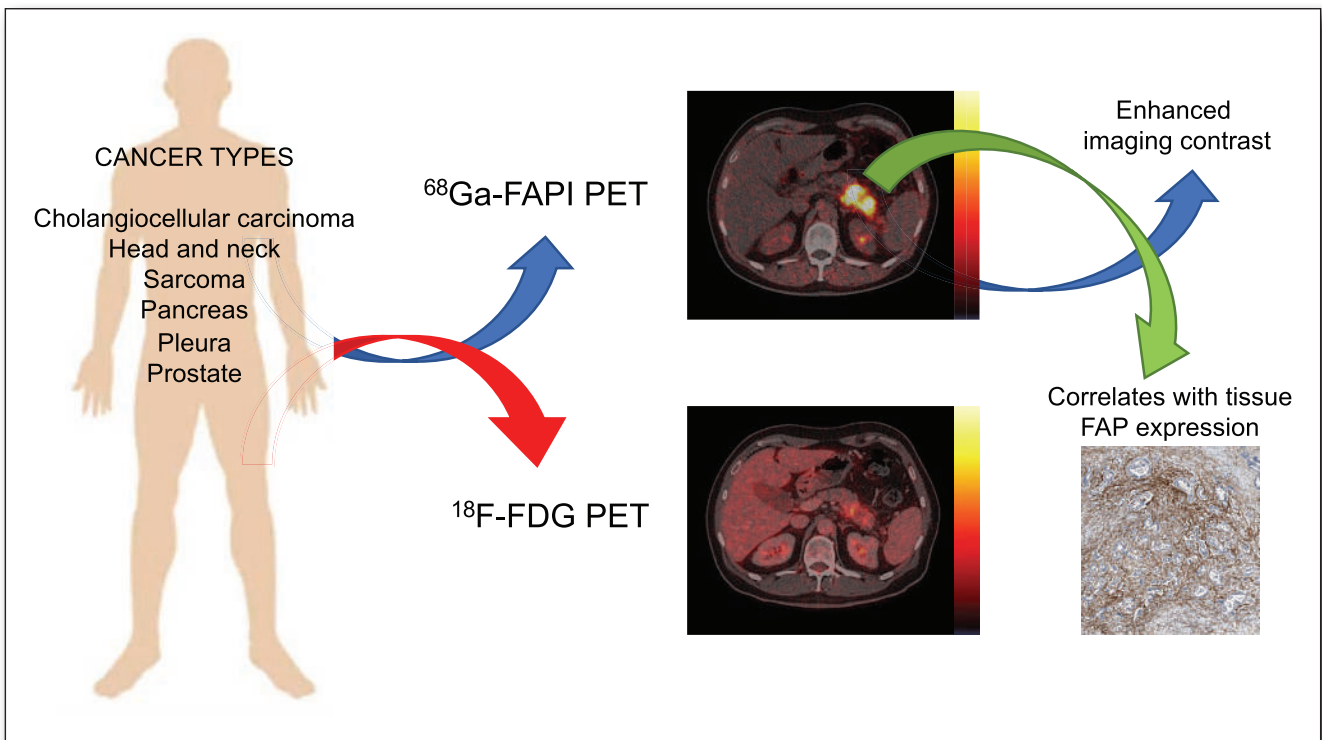 CANCER TYPES
Cholangiocellular carcinoma
Head and neck
Sarcoma
Pancreas
Pleura
Prostate
⁶⁸Ga-FAPI PET
¹⁸F-FDG PET
Enhanced
imaging contrast
Correlates with tissue
FAP expression